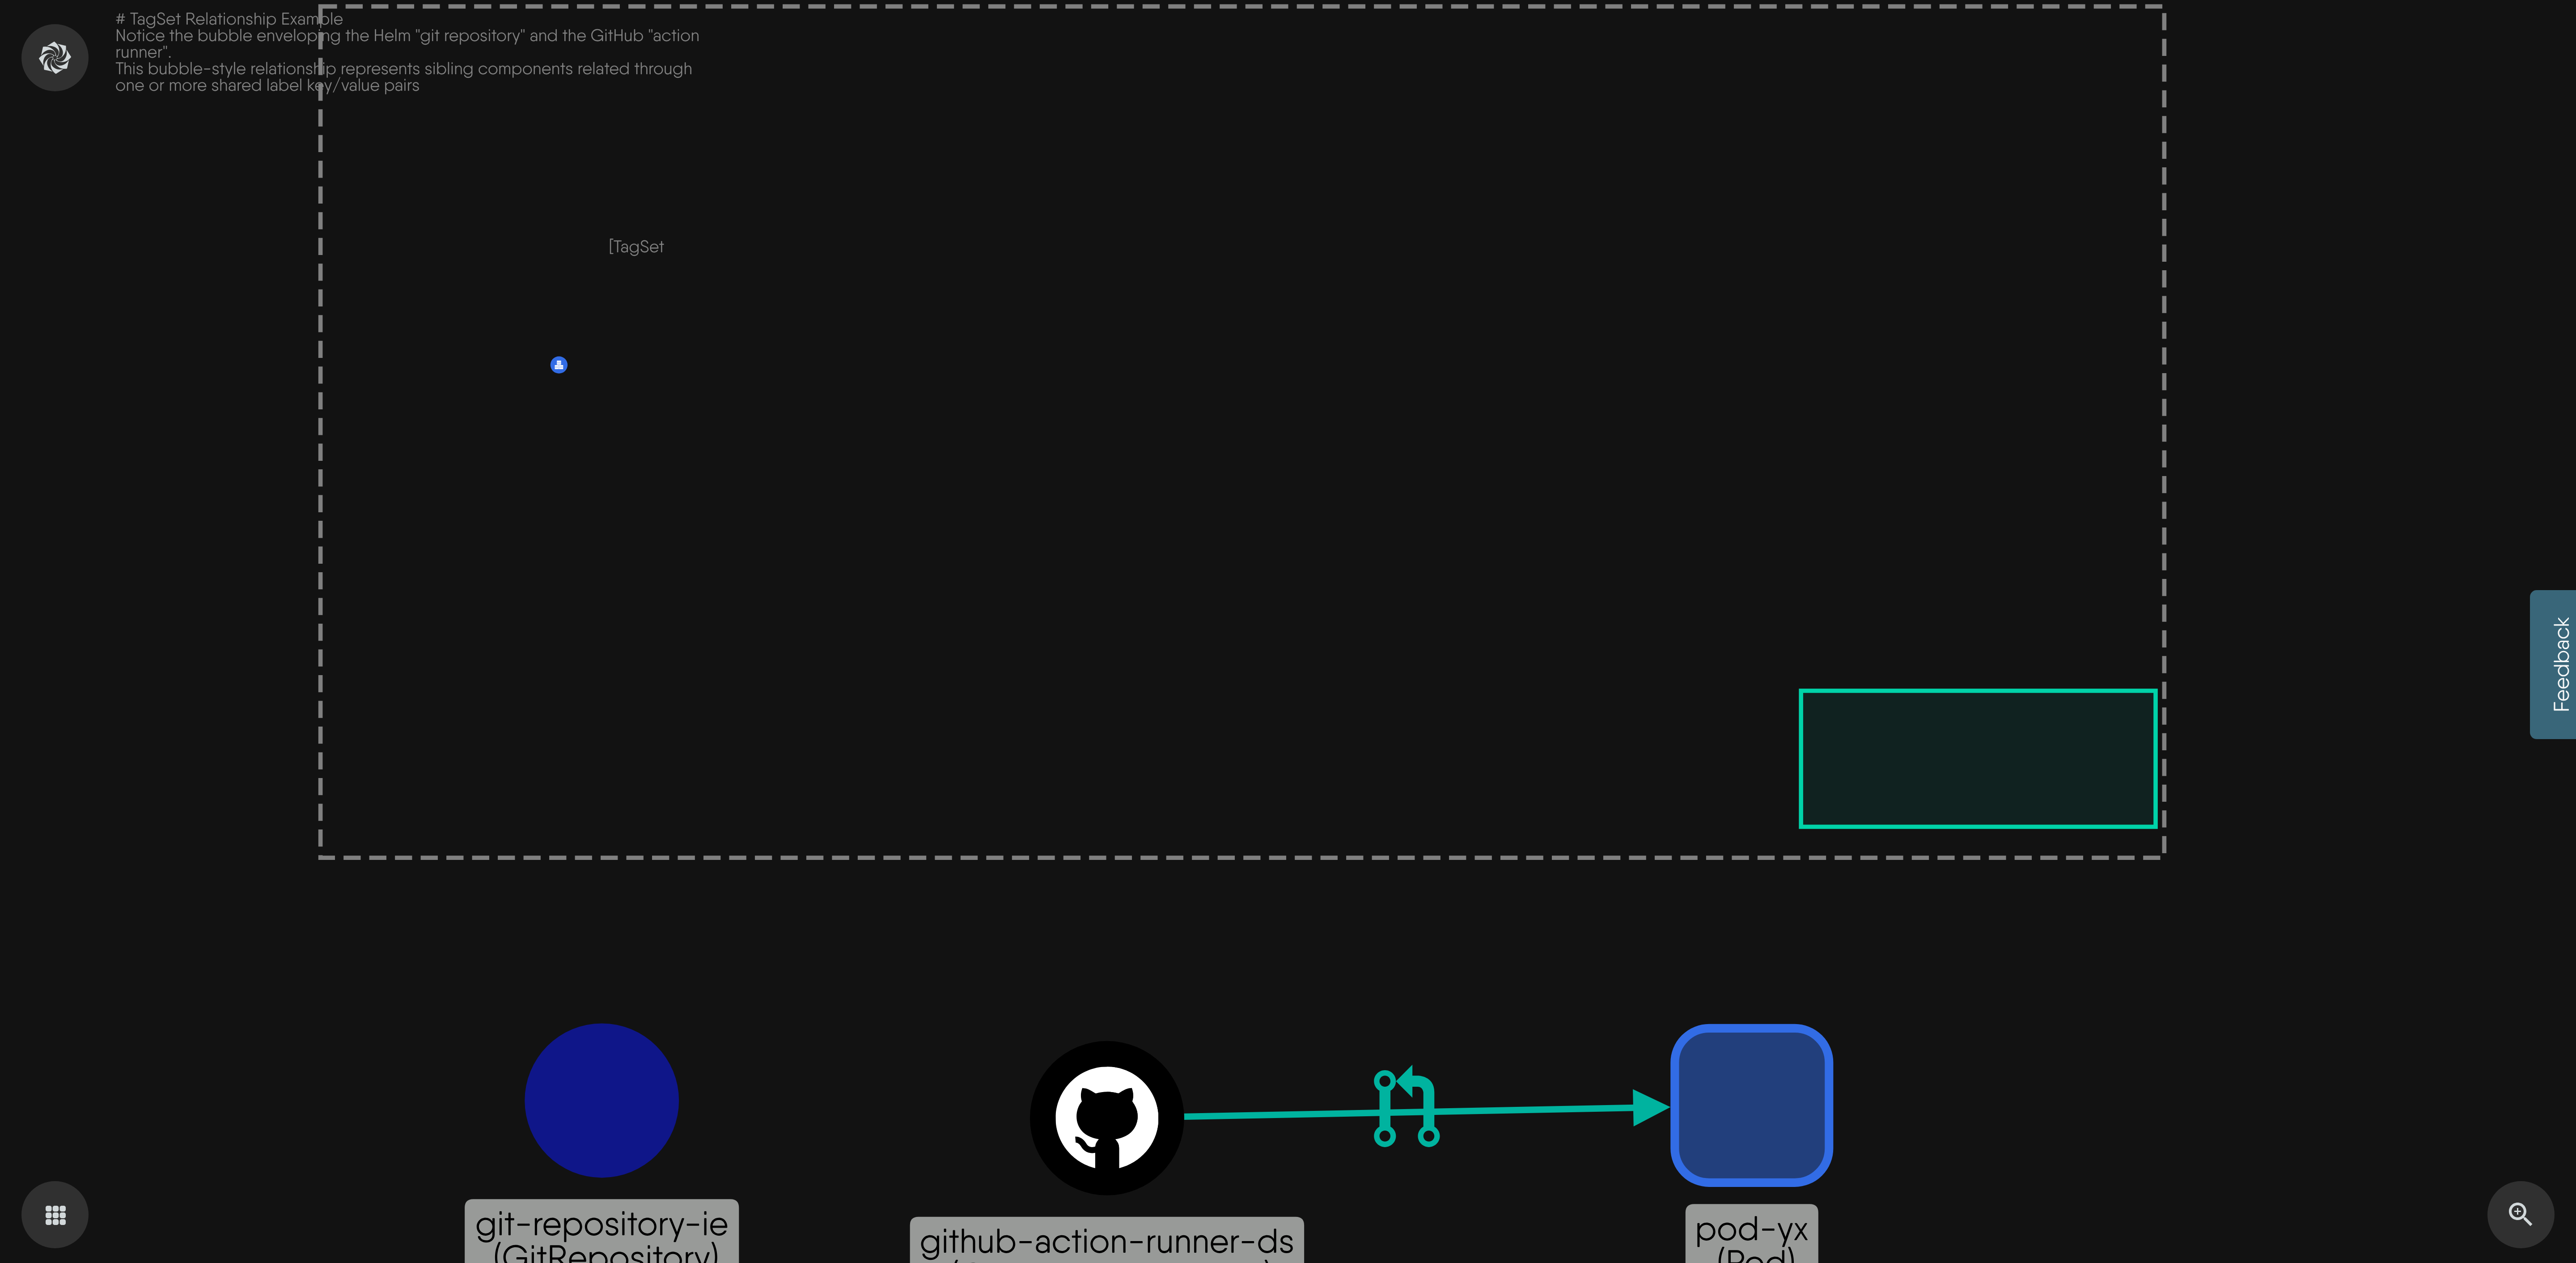 # TagSet Relationship Example
Notice the bubble enveloping the Helm "git repository" and the GitHub "action
runner".
This bubble-style relationship represents sibling components related through
one or more shared label key/value pairs
[TagSet
Feedback
git-repository-ie
(GitRepository)
github-action-runner-ds
pod-yx
(Pod)